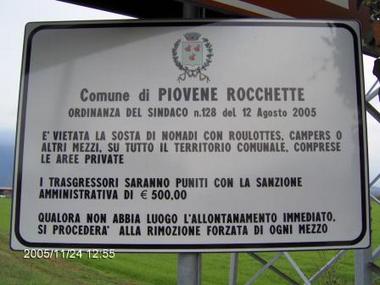 Comune di PIOVENE ROCCHETTE
ORDINANZA DEL SINDACO n.128 del 12 Agosto 2005
E' VIETATA LA SOSTA DI NOMADI CON ROULOTTES, CAMPERS O
ALTRI MEZZI, SU TUTTO IL TERRITORIO COMUNALE, COMPRESE
LE AREE PRIVATE
I TRASGRESSORI SARANNO PUNITI CON LA SANZIONE
AMMINISTRATIVA DI € 500,00
QUALORA NON ABBIA LUOGO L'ALLONTANAMENTO IMMEDIATO,
SI PROCEDERA' ALLA RIMOZIONE FORZATA DI OGNI MEZZO
2005/11/24 12:55